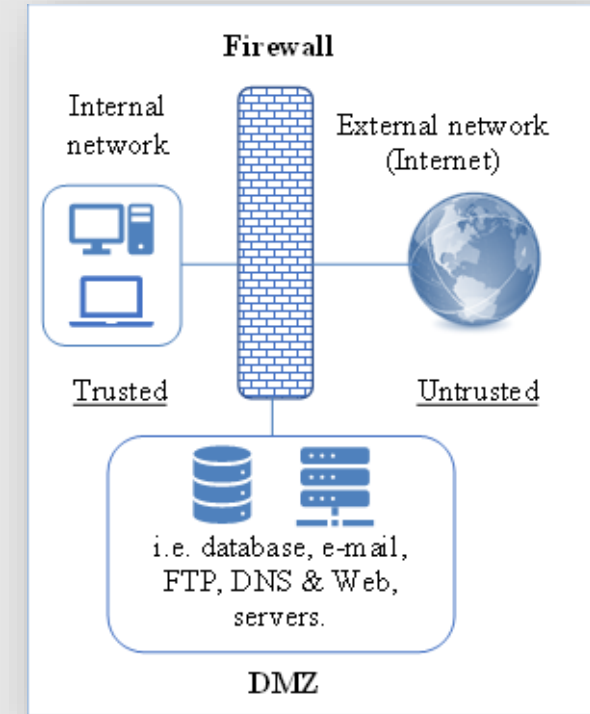 Firewall
Internal
network
External network
(Internet)
Trusted
Untrusted
i.e. database, e-mail,
FTP, DNS & Web,
servers.
DMZ